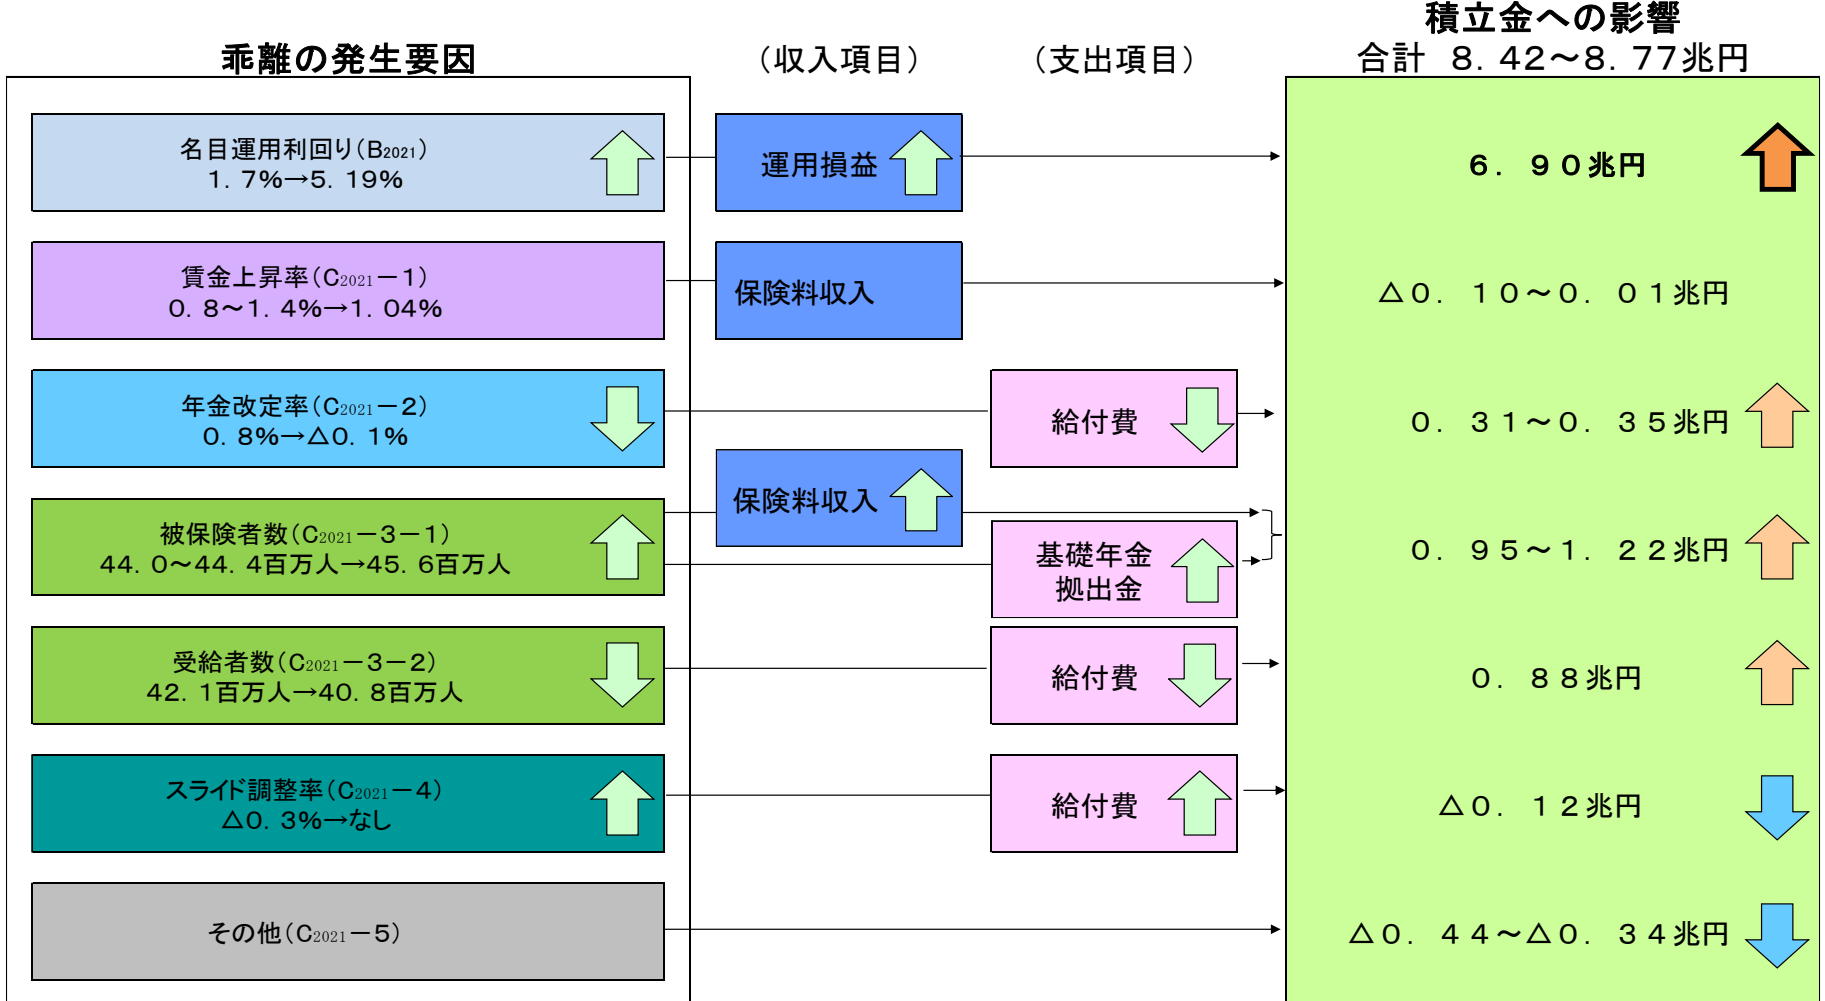 積立金への影響
乖離の発生要因
（収入項目）
（支出項目）
合計 ８．４２～８．７７兆円
名目運用利回り（B2021）
１．７％→５．１９％
運用損益
６．９０兆円
賃金上昇率（C2021－１）
０．８～１．４％→１．０４％
保険料収入
△０．１０～０．０１兆円
年金改定率（C2021－２）
０．８％→△０．１％
給付費
０．３１～０．３５兆円
保険料収入
被保険者数（C2021－３－１）
４４．０～４４．４百万人→４５．６百万人
基礎年金
拠出金
０．９５～１．２２兆円
受給者数（C2021－３－２）
４２．１百万人→４０．８百万人
給付費
０．８８兆円
スライド調整率（C2021－４）
△０．３％→なし
給付費
△０．１２兆円
その他（C2021－５）
△０．４４～△０．３４兆円